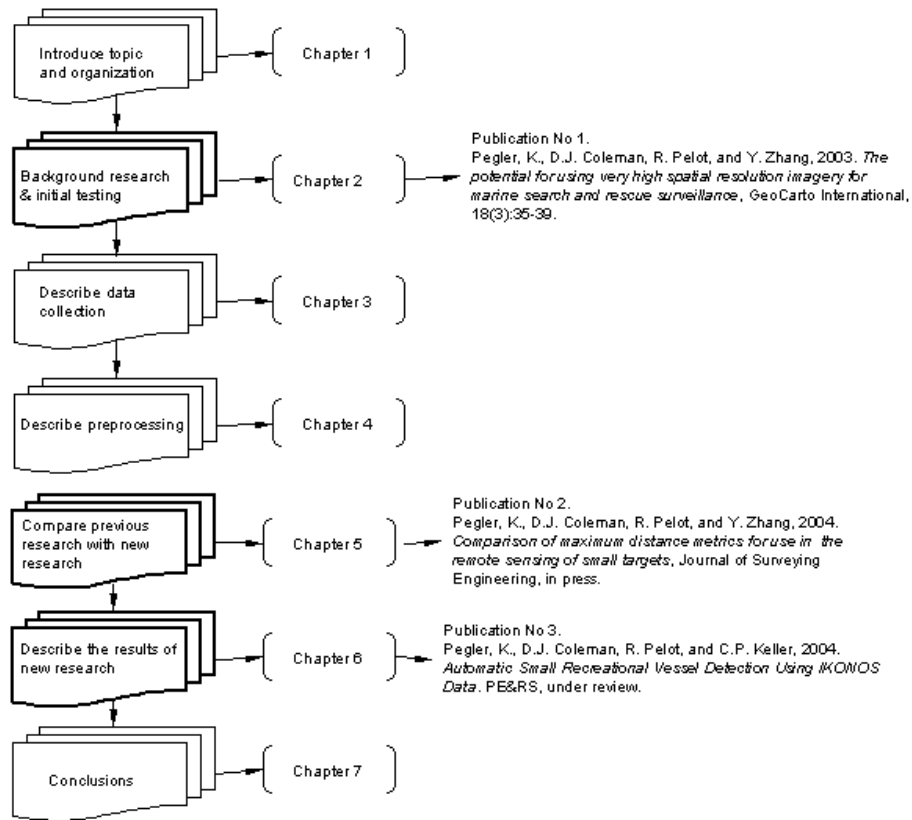 Introduce topic
and organization
Chapter 1
Background research
& initial testing
Chapter 2
Publication No 1.
Pegler, K., D.J. Coleman, R. Pelot, and Y. Zhang, 2003. The
potential for using very high spatial resolution imagery for
marine search and rescue surveillance, GeoCarto International,
18(3):35-39.
Describe data
collection
Chapter 3
Describe preprocessing
Chapter 4
Compare previous
research with new
research
Chapter 5
Publication No 2.
Pegler, K., D.J. Coleman, R. Pelot, and Y. Zhang, 2004.
Comparison of maximum distance metrics for use in the
remote sensing of small targets, Journal of Surveying
Engineering, in press.
Describe the results of
new research
Chapter 6
Publication No 3.
Pegler, K., D.J. Coleman, R. Pelot, and C.P. Keller, 2004.
Automatic Small Recreational Vessel Detection Using IKONOS
Data. PE&RS, under review.
Conclusions
Chapter 7